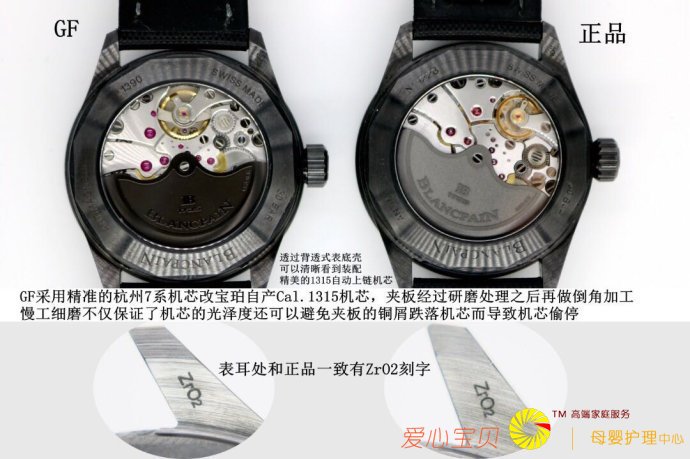 GF
正品
1390
SWISS MADE
30 BAR
BLANCPAIN
BLANCPAIN
SWISS
BLANCPAIN
BLANCPAIN
透过背透式表底壳
可以清晰看到装配
精美的1315自动上链机芯
GF采用精准的杭州7系机芯改宝珀自产Cal.1315机芯，夹板经过研磨处理之后再做倒角加工
慢工细磨不仅保证了机芯的光泽度还可以避免夹板的铜屑跌落机芯而导致机芯偷停
表耳处和正品一致有ZrO2刻字
ZrO2
ZrO2
爱心宝贝
TM 高端家庭服务
母婴护理中心